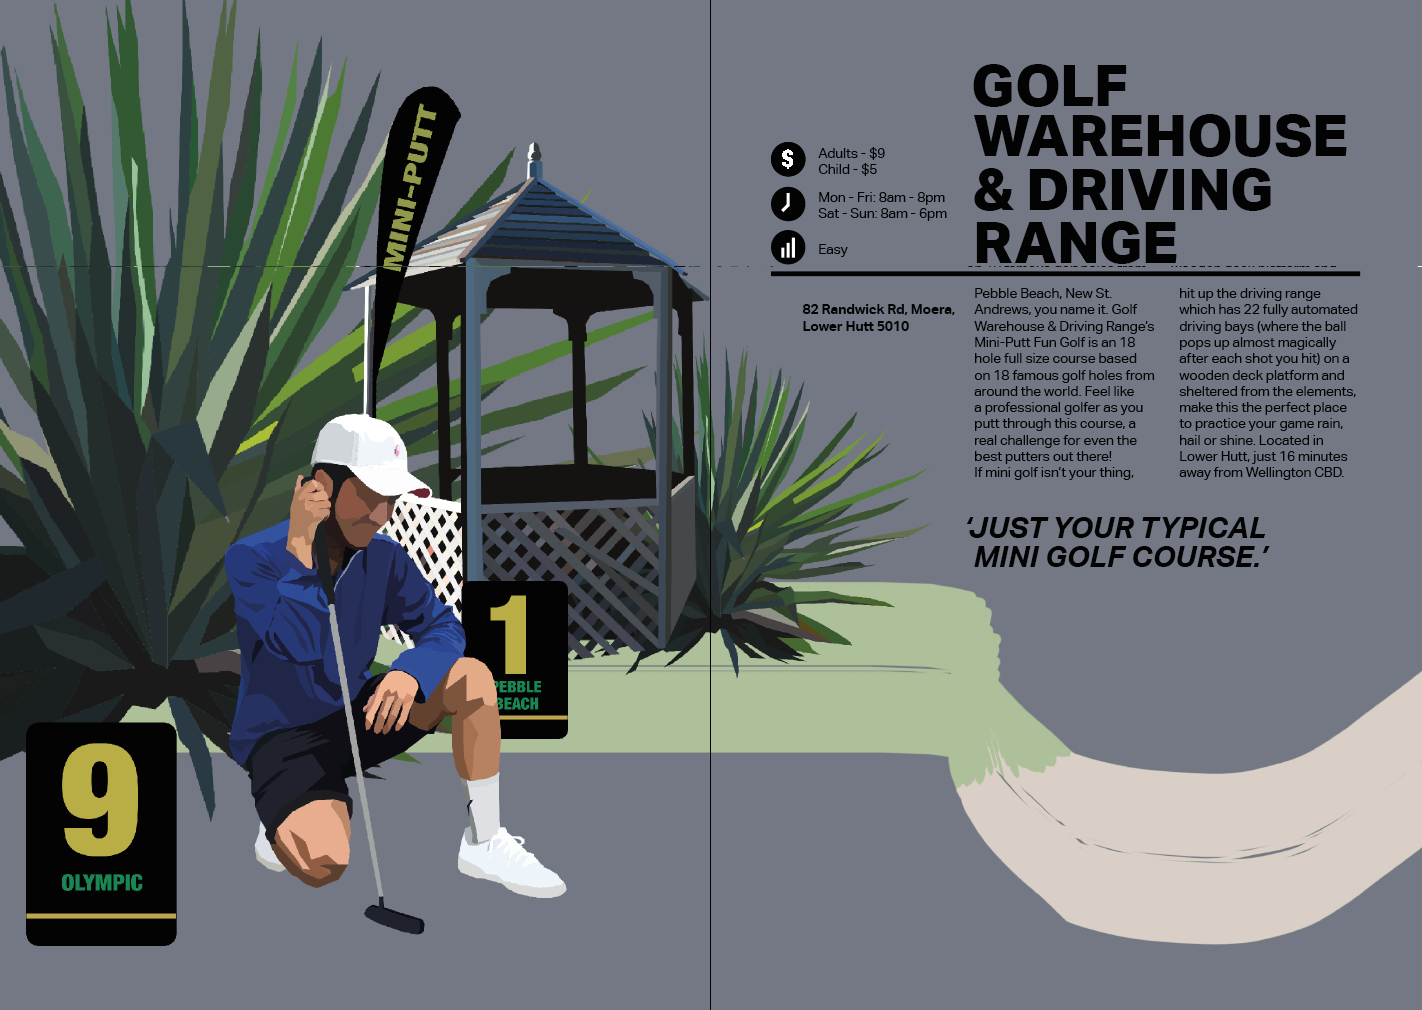 MINI-PUTT
1
PEBBLE
BEACH
9
OLYMPIC
GOLF
WAREHOUSE
& DRIVING
RANGE
$
Adults - $9
Child - $5
Mon - Fri: 8am - 8pm
Sat - Sun: 8am - 6pm
Easy
82 Randwick Rd, Moera,
Lower Hutt 5010
Pebble Beach, New St.
Andrews, you name it. Golf
Warehouse & Driving Range’s
Mini-Putt Fun Golf is an 18
hole full size course based
on 18 famous golf holes from
around the world. Feel like
a professional golfer as you
putt through this course, a
real challenge for even the
best putters out there!
If mini golf isn’t your thing,
hit up the driving range
which has 22 fully automated
driving bays (where the ball
pops up almost magically
after each shot you hit) on a
wooden deck platform and
sheltered from the elements,
make this the perfect place
to practice your game rain,
hail or shine. Located in
Lower Hutt, just 16 minutes
away from Wellington CBD.
‘JUST YOUR TYPICAL
MINI GOLF COURSE.’